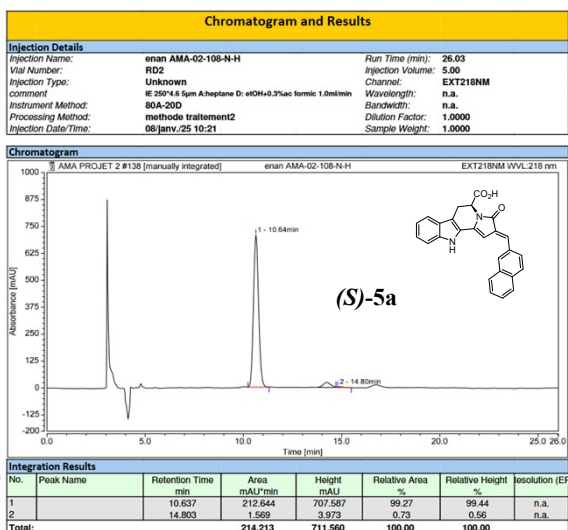 Chromatogram and Results
Injection Details
Injection Name: enan AMA-02-108-N-H Run Time (min): 26.03
Vial Number: RD2 Injection Volume: 5.00
Injection Type: Unknown Channel: EXT218NM
comment IE 250*4.6 5µm A:heptane D: etOH+0.3%ac formic 1.0ml/min Wavelength: n.a.
Instrument Method: 80A-20D Bandwidth: n.a.
Processing Method: methode traitement2 Dilution Factor: 1.0000
Injection Date/Time: 08/janv./25 10:21 Sample Weight: 1.0000
Chromatogram
AMA PROJET 2 #138 [manually integrated] enan AMA-02-108-N-H EXT218NM WVL:218 nm
1000
875
750
625
500
375
250
125
0
-125
-200
Absorbance [mAU]
1 - 10.64min
2 - 14.80min
CO₂H
O
N
N
H
(S)-5a
0.0 5.0 10.0 15.0 20.0 25.0 26.0
Time [min]
Integration Results
No. Peak Name Retention Time Area Height Relative Area Relative Height esolution (EF
min mAU*min mAU % %
1 10.637 212.644 707.587 99.27 99.44 n.a.
2 14.803 1.569 3.973 0.73 0.56 n.a.
Total: 214.213 711.560 100.00 100.00